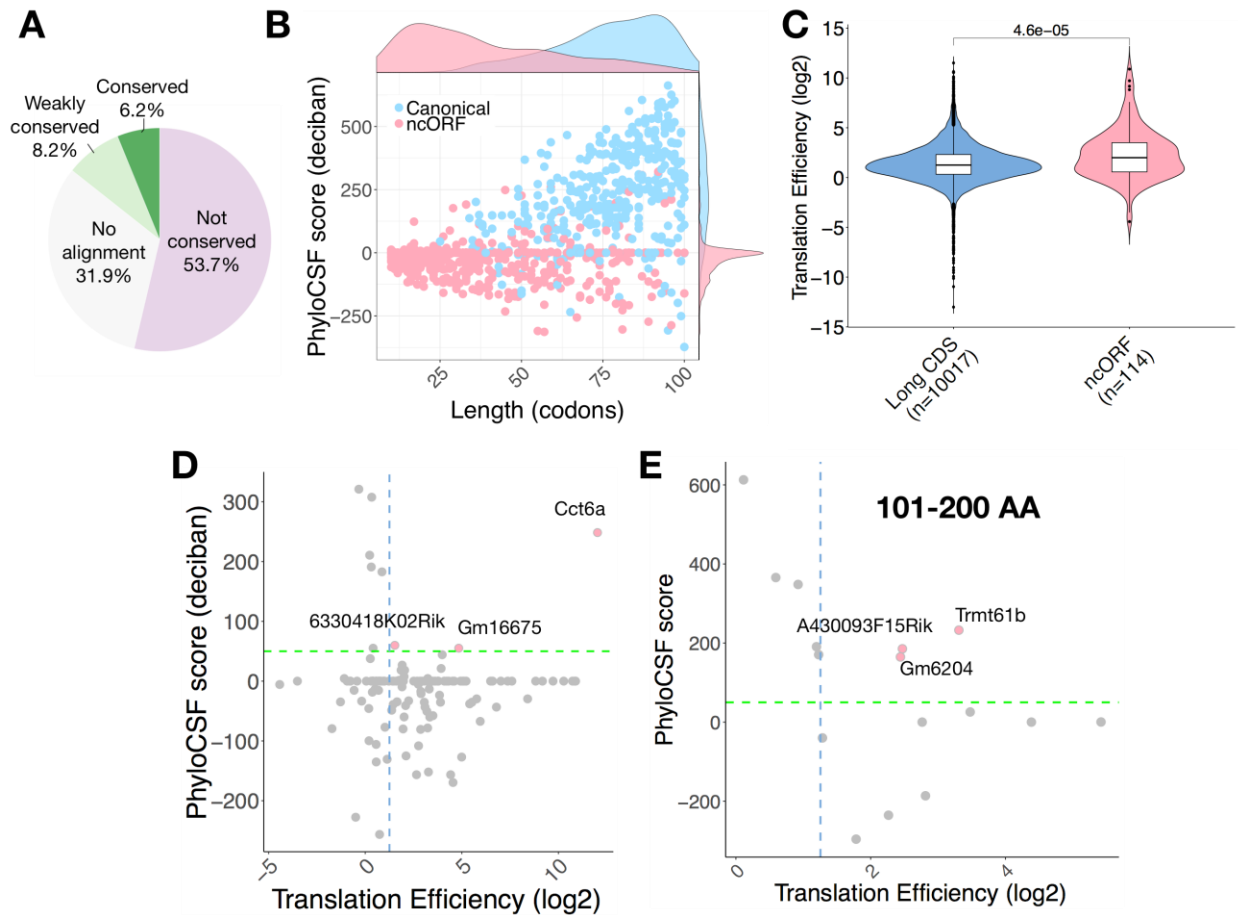 A
Conserved
6.2%
Weakly
conserved
8.2%
No
alignment
31.9%
Not
conserved
53.7%
B
Canonical
ncORF
PhyloCSF score (deciban)
500
250
0
−250
25
50
75
100
Length (codons)
C
4.6e−05
Translation Efficiency (log2)
15
10
5
0
−5
−10
−15
Long CDS
(n=10017)
ncORF
(n=114)
D
Cct6a
6330418K02Rik
Gm16675
PhyloCSF score (deciban)
300
200
100
0
−100
−200
−5
0
5
10
Translation Efficiency (log2)
E
101-200 AA
Trmt61b
A430093F15Rik
Gm6204
PhyloCSF score
600
400
200
0
−200
0
2
4
Translation Efficiency (log2)